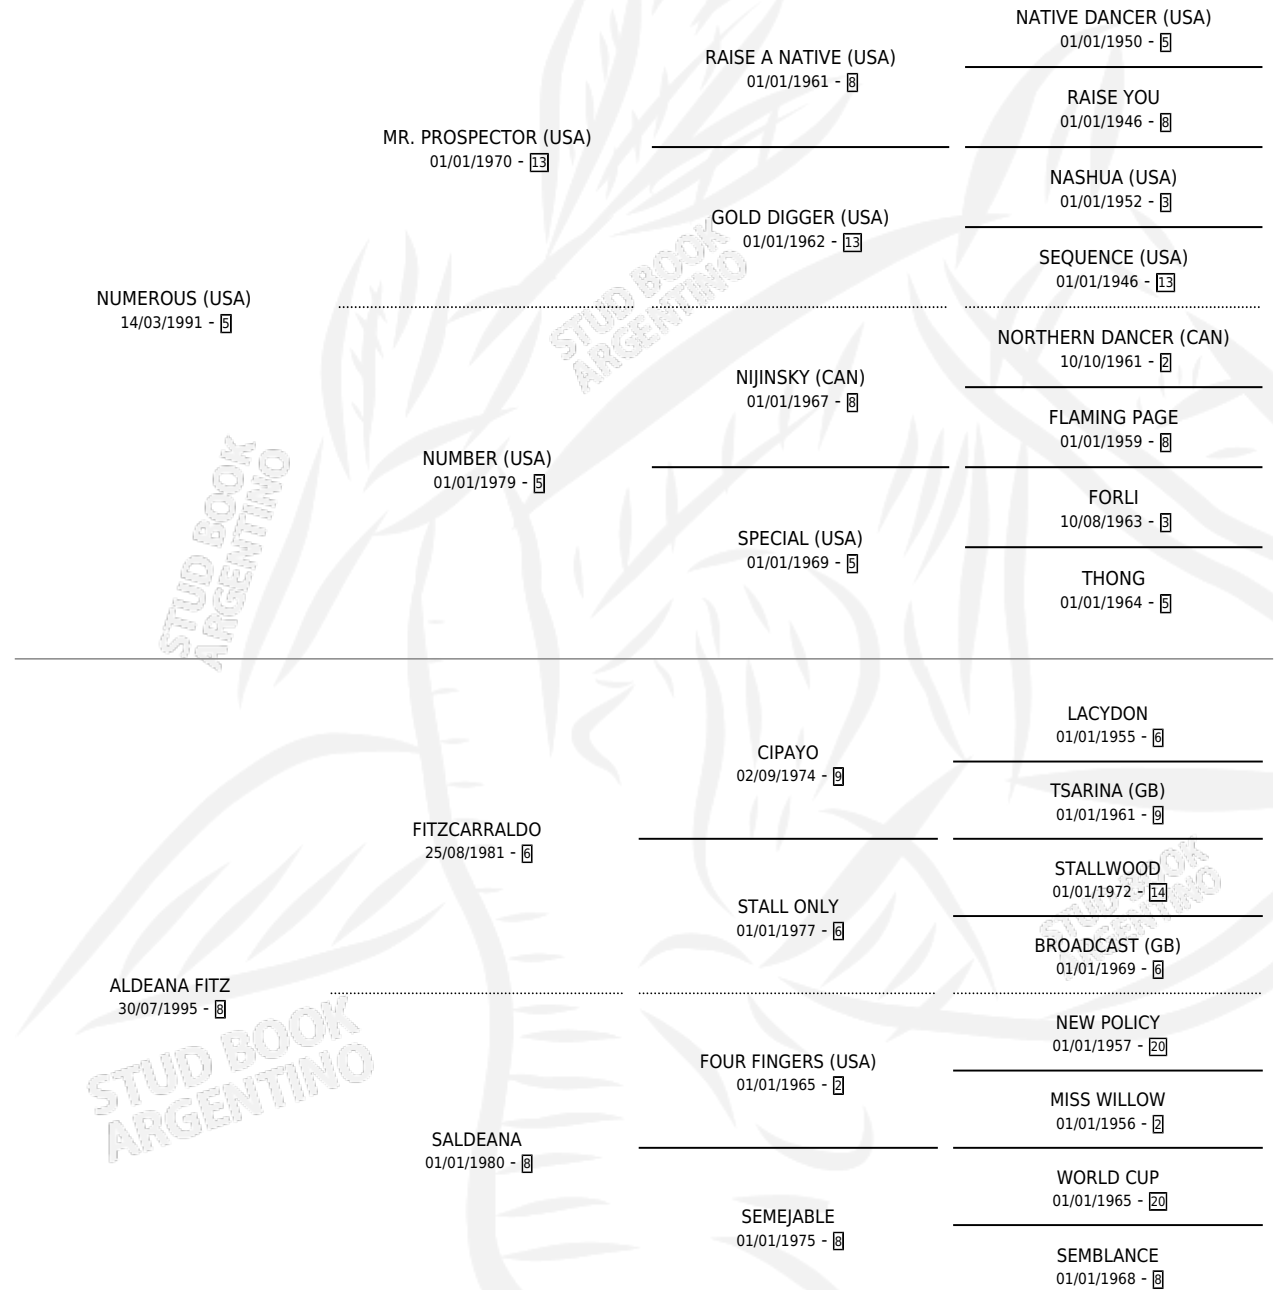 NATIVE DANCER (USA)
01/01/1950 - 5
RAISE A NATIVE (USA)
01/01/1961 - 8
RAISE YOU
01/01/1946 - 8
MR. PROSPECTOR (USA)
01/01/1970 - 13
NASHUA (USA)
01/01/1952 - 3
GOLD DIGGER (USA)
01/01/1962 - 13
SEQUENCE (USA)
01/01/1946 - 13
NUMEROUS (USA)
14/03/1991 - 5
STUD BOOK
ARGENTINO
NORTHERN DANCER (CAN)
10/10/1961 - 2
NIJINSKY (CAN)
01/01/1967 - 8
FLAMING PAGE
01/01/1959 - 8
NUMBER (USA)
01/01/1979 - 5
FORLI
10/08/1963 - 3
SPECIAL (USA)
01/01/1969 - 5
THONG
01/01/1964 - 5
STUD BOOK
ARGENTINO
LACYDON
01/01/1955 - 6
CIPAYO
02/09/1974 - 9
TSARINA (GB)
01/01/1961 - 9
FITZCARRALDO
25/08/1981 - 6
STALLWOOD
01/01/1972 - 14
STALL ONLY
01/01/1977 - 6
STUD BOOK
ARGENTINO
BROADCAST (GB)
01/01/1969 - 6
ALDEANA FITZ
30/07/1995 - 8
NEW POLICY
01/01/1957 - 20
STUD BOOK
ARGENTINO
FOUR FINGERS (USA)
01/01/1965 - 2
MISS WILLOW
01/01/1956 - 2
SALDEANA
01/01/1980 - 8
WORLD CUP
01/01/1965 - 20
SEMEJABLE
01/01/1975 - 8
SEMBLANCE
01/01/1968 - 8